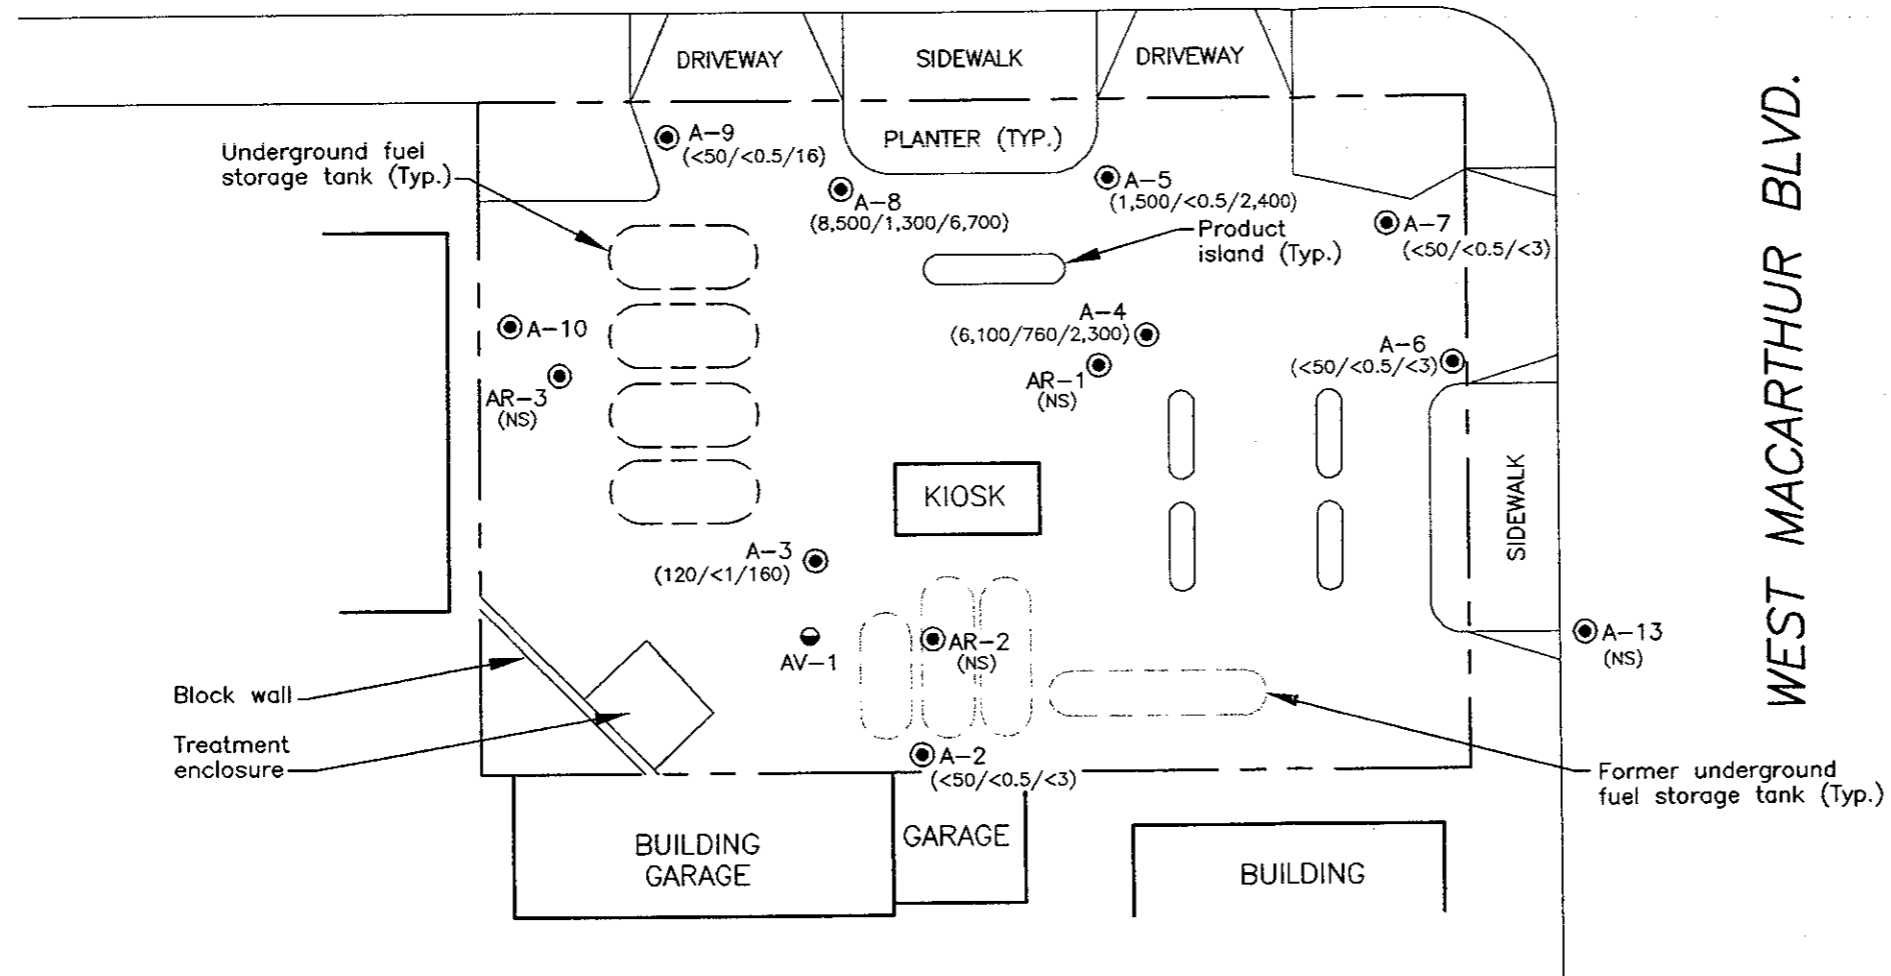 DRIVEWAY
SIDEWALK
DRIVEWAY
WEST MACARTHUR BLVD.
A-9
(<50/<0.5/16)
PLANTER (TYP.)
Underground fuel
storage tank (Typ.)
A-8
(8,500/1,300/6,700)
A-5
(1,500/<0.5/2,400)
A-7
(<50/<0.5/<3)
Product
island (Typ.)
A-10
A-4
(6,100/760/2,300)
A-6
(<50/<0.5/<3)
AR-3
(NS)
AR-1
(NS)
KIOSK
SIDEWALK
A-3
(120/<1/160)
AV-1
AR-2
(NS)
A-13
(NS)
Block wall
Treatment
enclosure
A-2
(<50/<0.5/<3)
Former underground
fuel storage tank (Typ.)
BUILDING
GARAGE
GARAGE
BUILDING